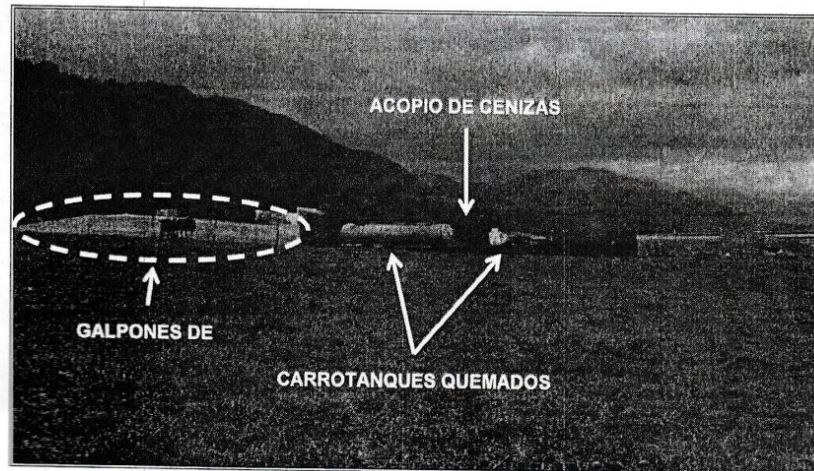 ACOPIO DE CENIZAS
GALPONES DE
CARROTANQUES QUEMADOS